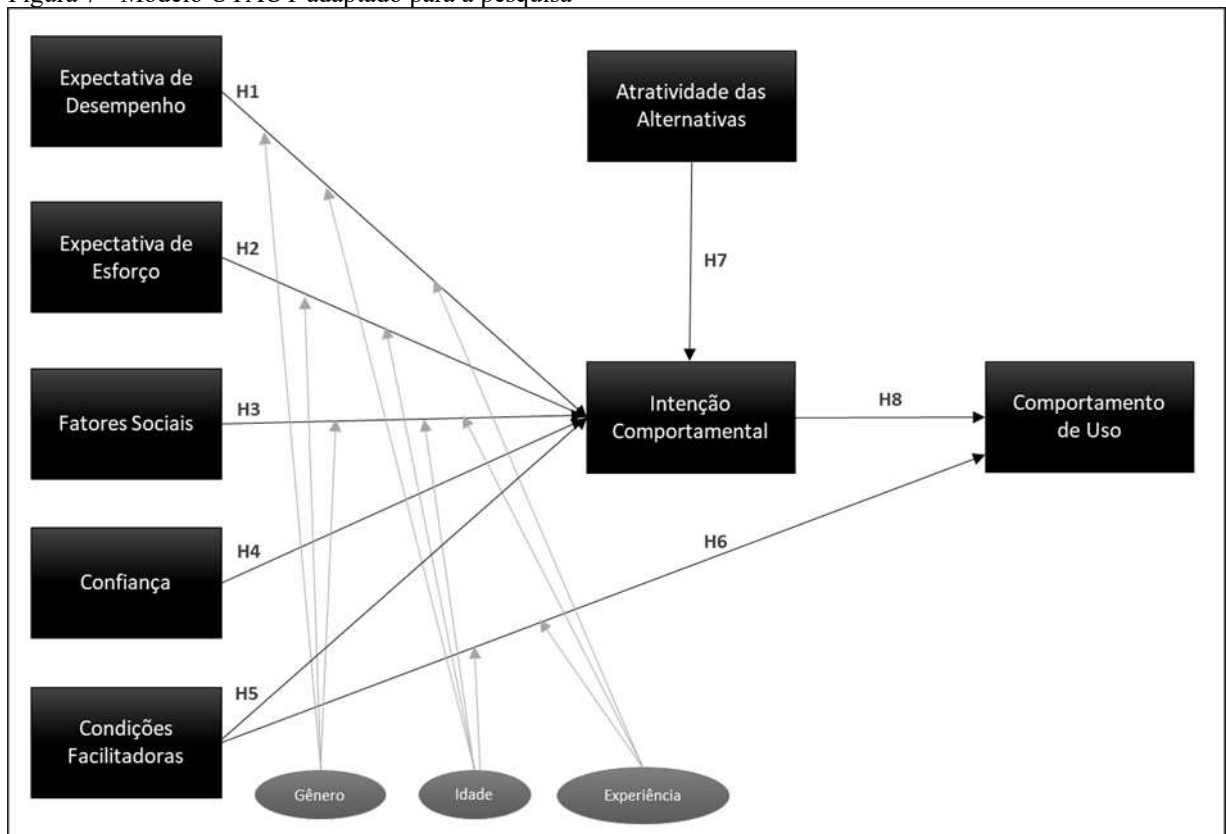 Figura 7 - Modelo UTAUT adaptado para a pesquisa
Expectativa de
Desempenho
H1
Atratividade das
Alternativas
Expectativa de
Esforço
H2
H7
Fatores Sociais
H3
Intenção
Comportamental
H8
Comportamento
de Uso
Confiança
H4
H6
Condições
Facilitadoras
H5
Gênero
Idade
Experiência